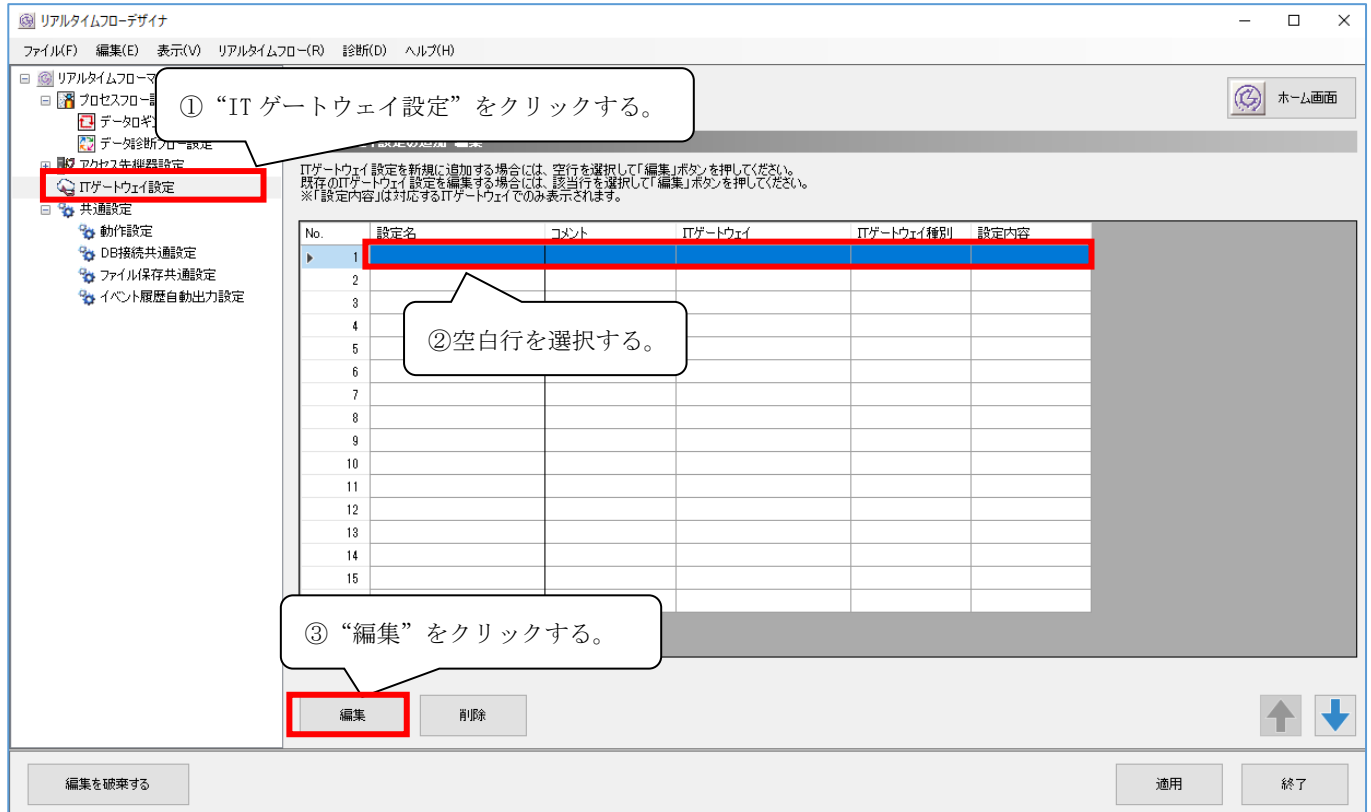 リアルタイムフローデザイナ
ファイル(F) 編集(E) 表示(V) リアルタイムフロー(R) 診断(D) ヘルプ(H)
リアルタイムフローマ
プロセスフロー
データロギ
データ診断フロー設定
アクセス先機器設定
ITゲートウェイ設定
共通設定
動作設定
DB接続共通設定
ファイル保存共通設定
イベント履歴自動出力設定
①“IT ゲートウェイ設定”をクリックする。
ホーム画面
設定の追加・編集
ITゲートウェイ設定を新規に追加する場合には、空行を選択して「編集」ボタンを押してください。
既存のITゲートウェイ設定を編集する場合には、該当行を選択して「編集」ボタンを押してください。
※「設定内容」は対応するITゲートウェイでのみ表示されます。
No. 設定名 コメント ITゲートウェイ ITゲートウェイ種別 設定内容
1
2
3
4
5
6
7
8
9
10
11
12
13
14
15
②空白行を選択する。
③“編集”をクリックする。
編集 削除
編集を破棄する 適用 終了